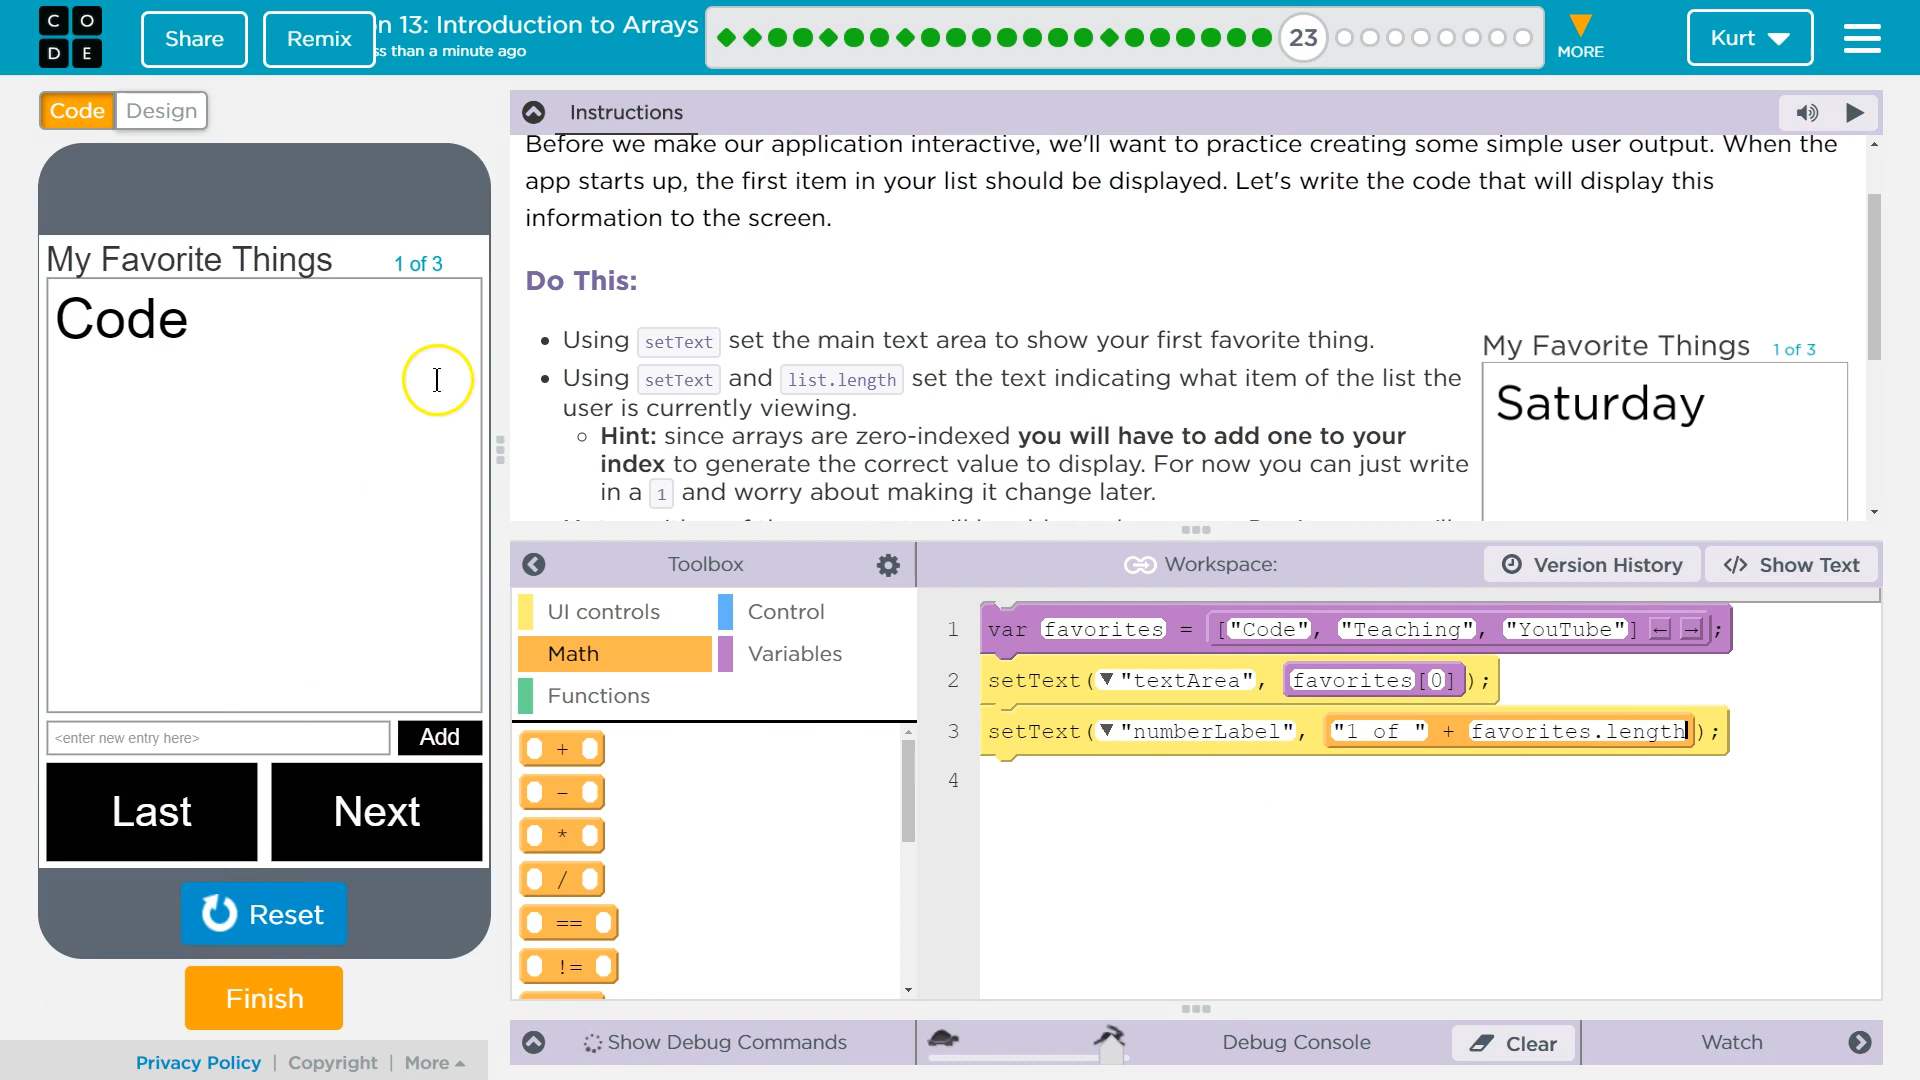 CODE
Share
Remix
n 13: Introduction to Arrays
ss than a minute ago
23
MORE
Kurt
Code
Design
My Favorite Things
1 of 3
Code
<enter new entry here>
Add
Last
Next
Reset
Finish
Privacy Policy | Copyright | More
Instructions
Before we make our application interactive, we'll want to practice creating some simple user output. When the
app starts up, the first item in your list should be displayed. Let's write the code that will display this
information to the screen.
Do This:
Using setText set the main text area to show your first favorite thing.
Using setText and list.length set the text indicating what item of the list the
user is currently viewing.
Hint: since arrays are zero-indexed you will have to add one to your
index to generate the correct value to display. For now you can just write
in a 1 and worry about making it change later.
My Favorite Things
1 of 3
Saturday
Toolbox
UI controls
Control
Math
Variables
Functions
+
-
*
/
==
!=
Workspace:
Version History
</> Show Text
1 var favorites = ["Code", "Teaching", "YouTube"] ← → ;
2 setText(▼ "textArea", favorites[0]);
3 setText(▼ "numberLabel", "1 of " + favorites.length);
4
Show Debug Commands
Debug Console
Clear
Watch